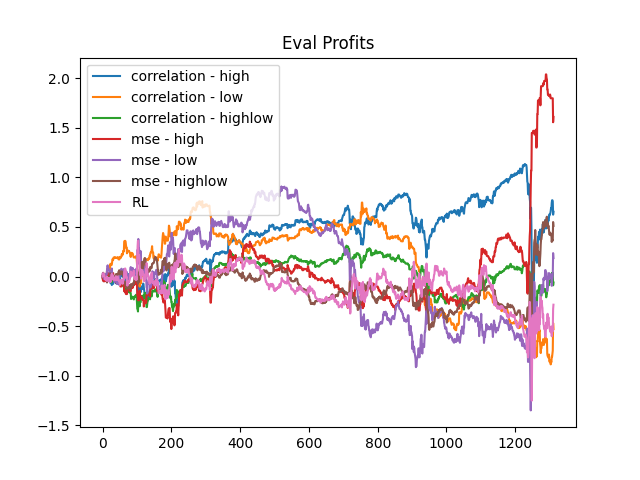 Eval Profits
correlation - high
correlation - low
correlation - highlow
mse - high
mse - low
mse - highlow
RL
2.0
1.5
1.0
0.5
0.0
−0.5
−1.0
−1.5
0 200 400 600 800 1000 1200